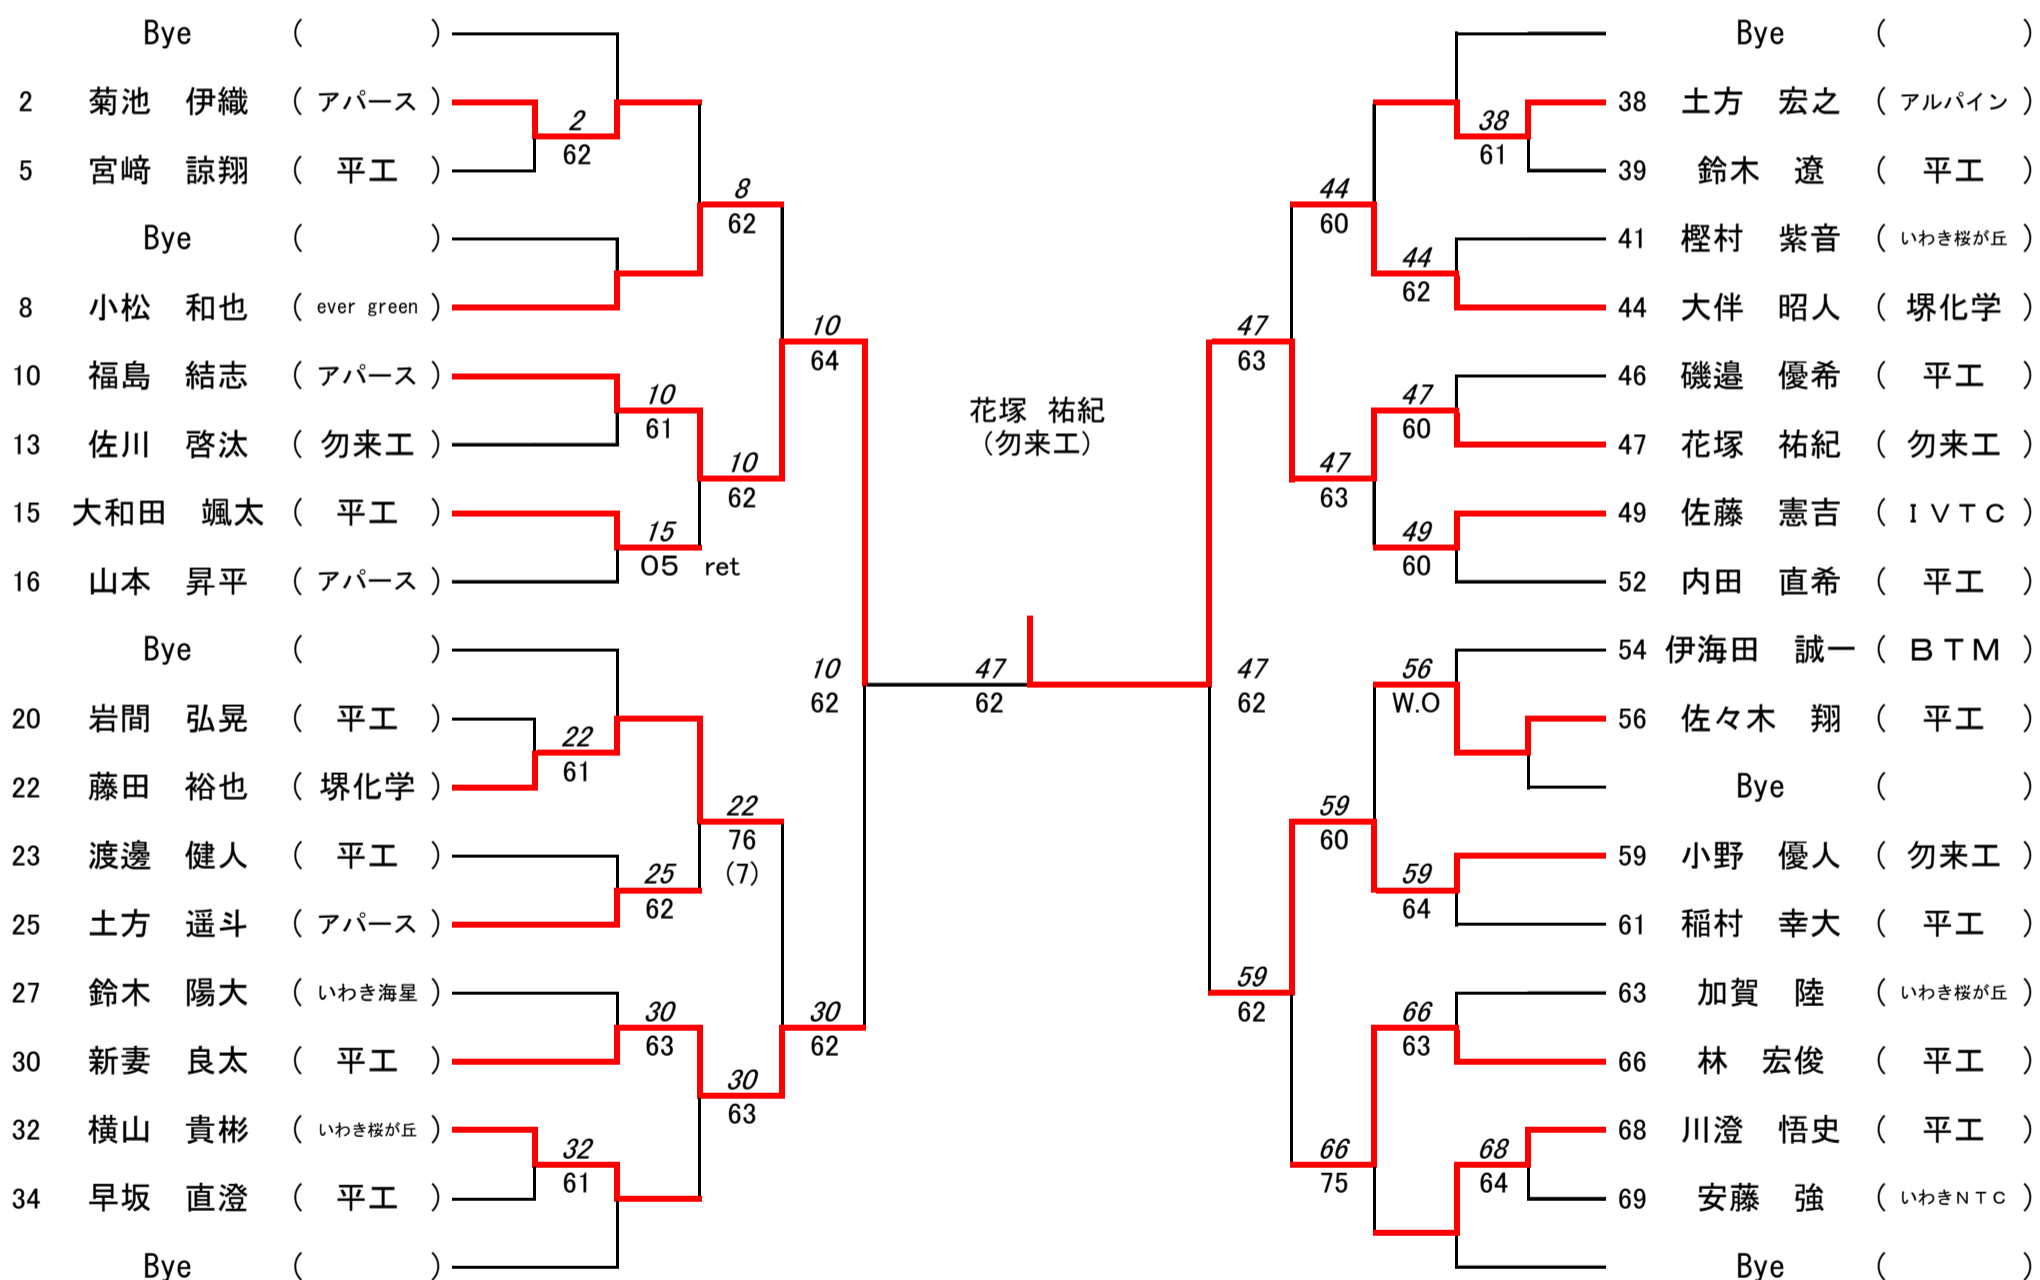 Bye ( )
2 菊池 伊織 ( アパース )
2
62
5 宮﨑 諒翔 ( 平工 )
8
62
Bye ( )
8 小松 和也 ( ever green )
10
64
10 福島 結志 ( アパース )
10
61
13 佐川 啓汰 ( 勿来工 )
10
62
15 大和田 颯太 ( 平工 )
15
05 ret
16 山本 昇平 ( アパース )
Bye ( )
10
62
20 岩間 弘晃 ( 平工 )
22
61
22 藤田 裕也 ( 堺化学 )
22
76
(7)
23 渡邊 健人 ( 平工 )
25
62
25 土方 遥斗 ( アパース )
27 鈴木 陽大 ( いわき海星 )
30
63
30
62
30 新妻 良太 ( 平工 )
30
63
32 横山 貴彬 ( いわき桜が丘 )
32
61
34 早坂 直澄 ( 平工 )
Bye ( )
花塚 祐紀
(勿来工)
47
62
Bye ( )
38 土方 宏之 ( アルパイン )
38
61
39 鈴木 遼 ( 平工 )
44
60
41 樫村 紫音 ( いわき桜が丘 )
44
62
44 大伴 昭人 ( 堺化学 )
47
63
46 磯邉 優希 ( 平工 )
47
60
47 花塚 祐紀 ( 勿来工 )
47
63
49 佐藤 憲吉 ( IVTC )
49
60
52 内田 直希 ( 平工 )
54 伊海田 誠一 ( BTM )
47
62
56
W.O
56 佐々木 翔 ( 平工 )
Bye ( )
59
60
59 小野 優人 ( 勿来工 )
59
64
61 稲村 幸大 ( 平工 )
59
62
63 加賀 陸 ( いわき桜が丘 )
66
63
66 林 宏俊 ( 平工 )
68 川澄 悟史 ( 平工 )
66
75
68
64
69 安藤 強 ( いわきNTC )
Bye ( )